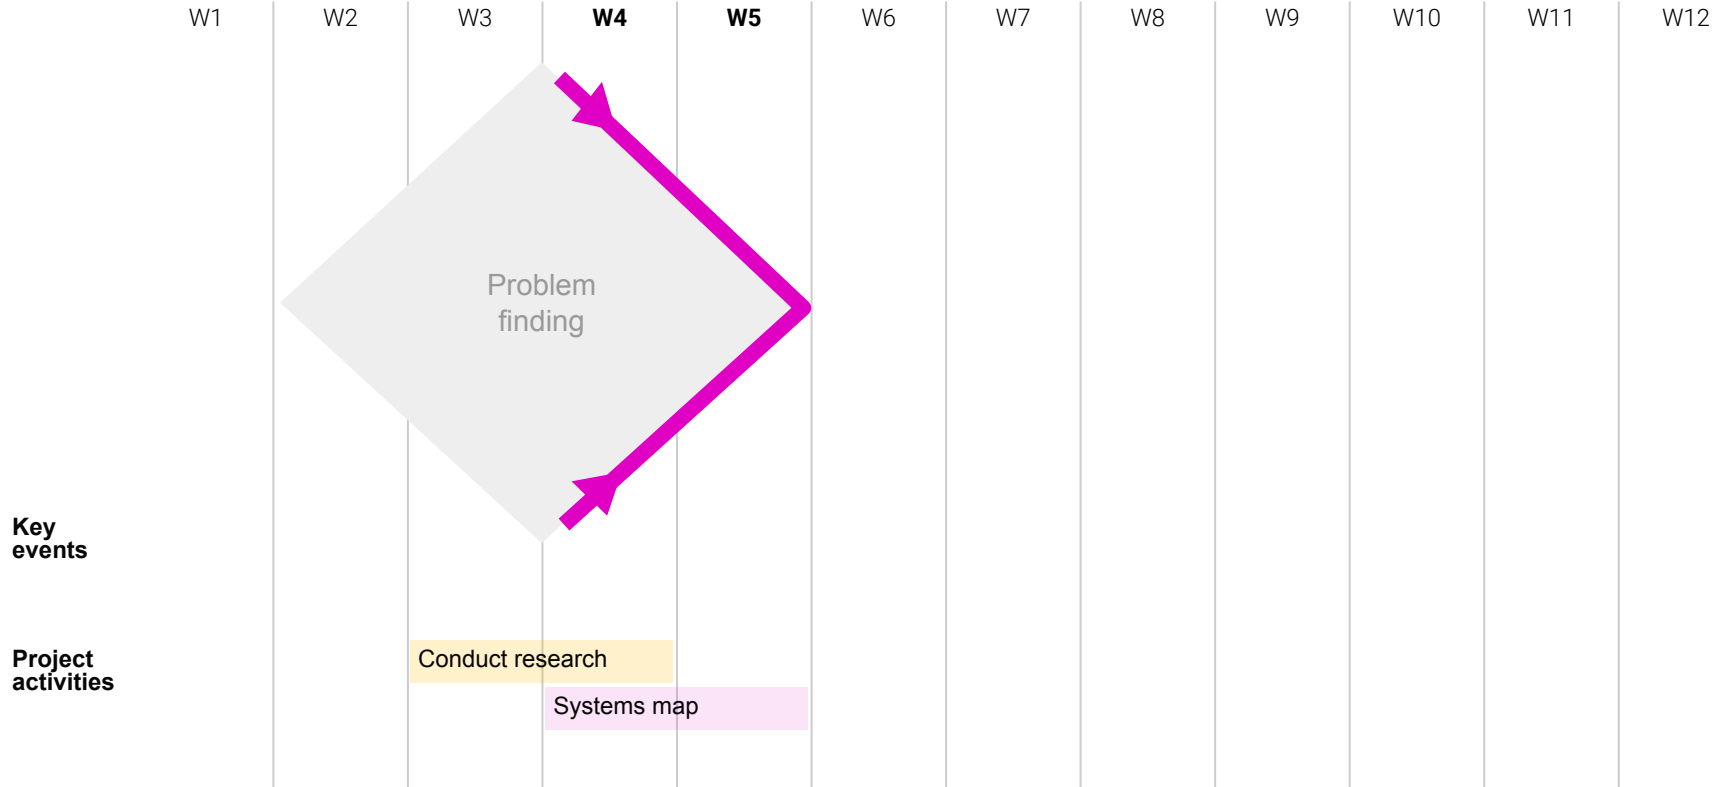 W1 W2 W3 W4 W5 W6 W7 W8 W9 W10 W11 W12
Problem
finding
Key
events
Project
activities
Conduct research
Systems map